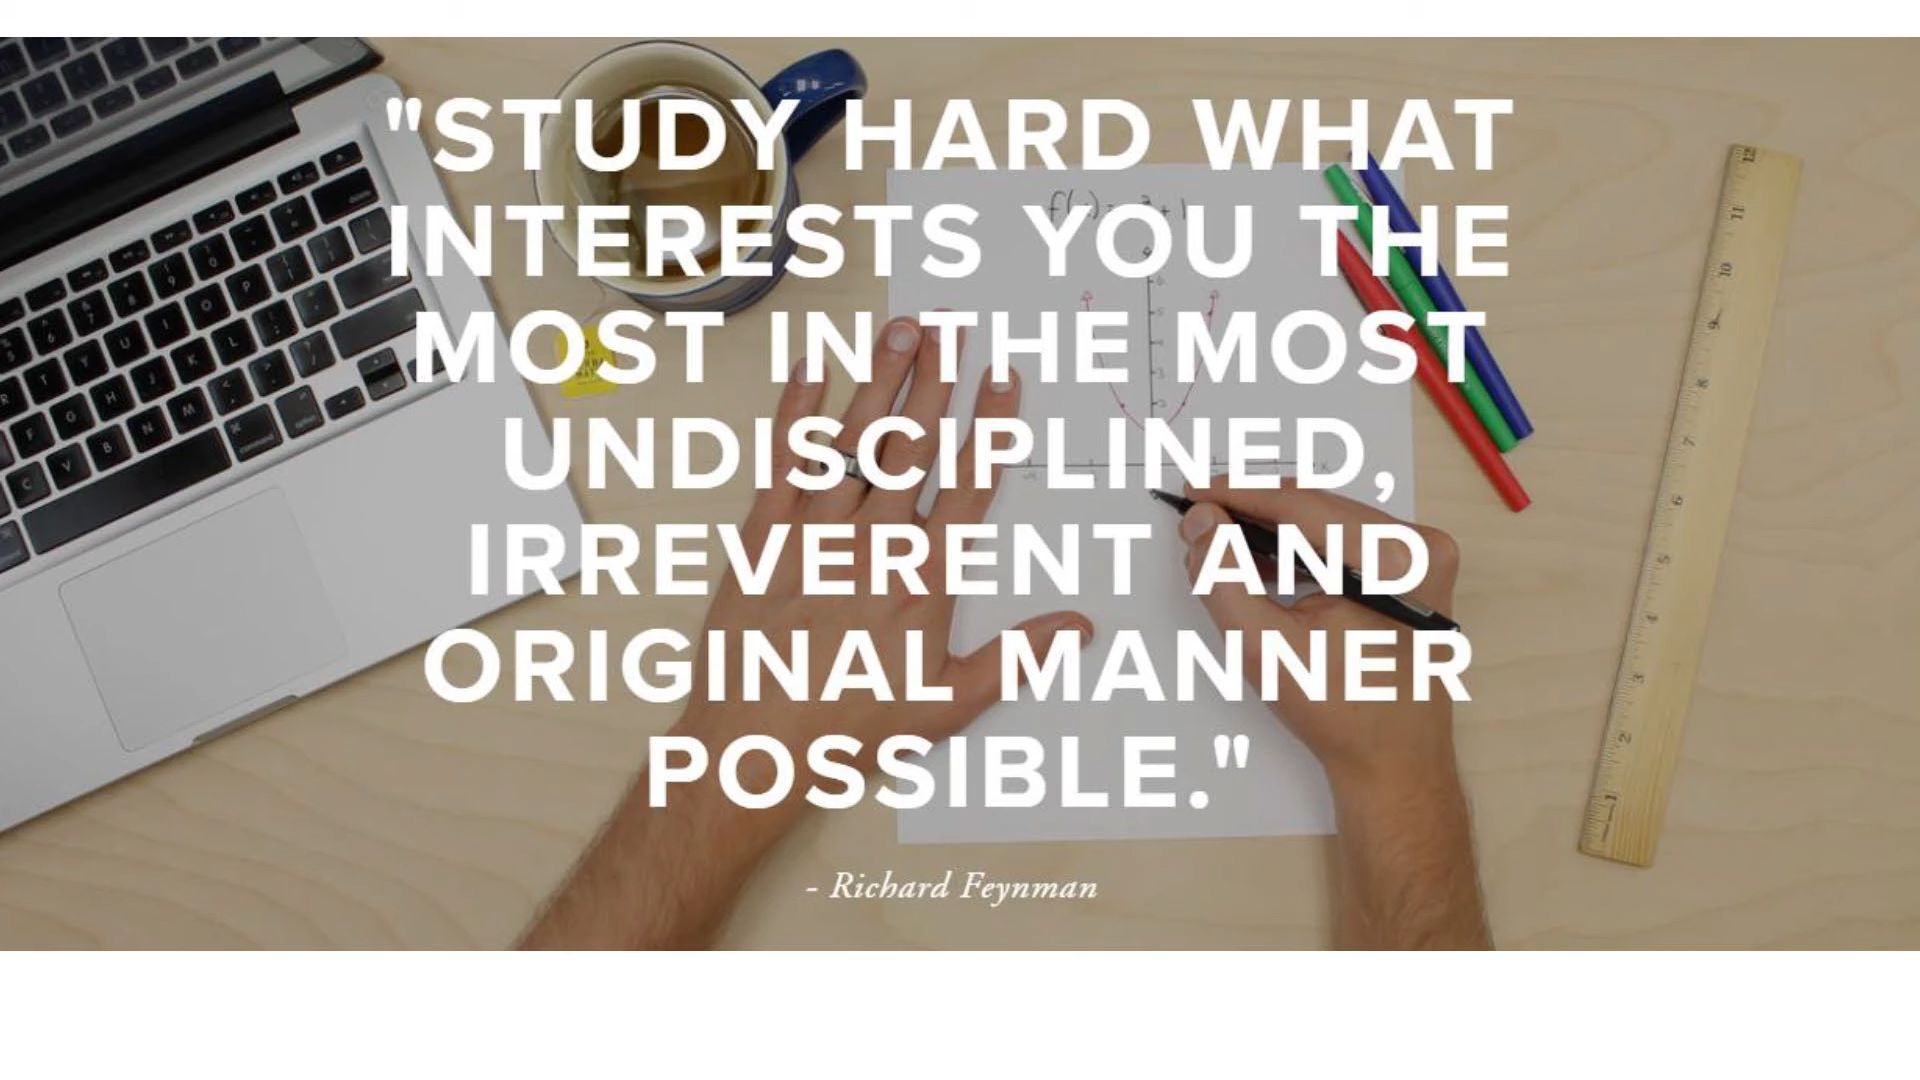 "STUDY HARD WHAT
INTERESTS YOU THE
MOST IN THE MOST
UNDISCIPLINED,
IRREVERENT AND
ORIGINAL MANNER
POSSIBLE."
- Richard Feynman